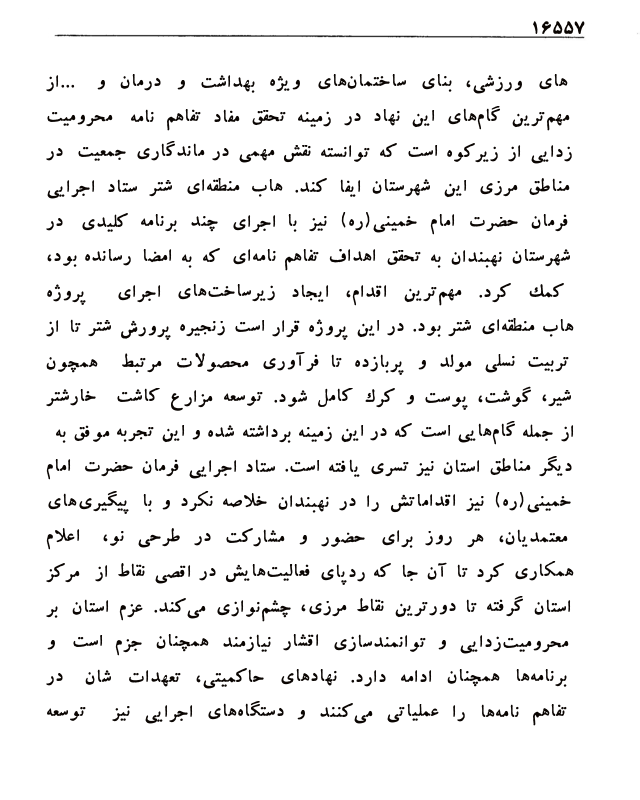 ۱۶۵۵۷
های ورزشی، بنای ساختمان‌های ویژه بهداشت و درمان و ...از
مهم‌ترین گام‌های این نهاد در زمینه تحقق مفاد تفاهم نامه محرومیت
زدایی از زیرکوه است که توانسته نقش مهمی در ماندگاری جمعیت در
مناطق مرزی این شهرستان ایفا کند. هاب منطقه‌ای شتر ستاد اجرایی
فرمان حضرت امام خمینی(ره) نیز با اجرای چند برنامه کلیدی در
شهرستان نهبندان به تحقق اهداف تفاهم نامه‌ای که به امضا رسانده بود،
کمك کرد. مهم‌ترین اقدام، ایجاد زیرساخت‌های اجرای پروژه
هاب منطقه‌ای شتر بود. در این پروژه قرار است زنجیره پرورش شتر تا از
تربیت نسلی مولد و پربازده تا فرآوری محصولات مرتبط همچون
شیر، گوشت، پوست و کرك کامل شود. توسعه مزارع کاشت خارشتر
از جمله گام‌هایی است که در این زمینه برداشته شده و این تجربه موفق به
دیگر مناطق استان نیز تسری یافته است. ستاد اجرایی فرمان حضرت امام
خمینی(ره) نیز اقداماتش را در نهبندان خلاصه نکرد و با پیگیری‌های
معتمدیان، هر روز برای حضور و مشارکت در طرحی نو، اعلام
همکاری کرد تا آن جا که ردپای فعالیت‌هایش در اقصی نقاط از مرکز
استان گرفته تا دورترین نقاط مرزی، چشم‌نوازی می‌کند. عزم استان بر
محرومیت‌زدایی و توانمندسازی اقشار نیازمند همچنان جزم است و
برنامه‌ها همچنان ادامه دارد. نهادهای حاکمیتی، تعهدات شان در
تفاهم نامه‌ها را عملیاتی می‌کنند و دستگاه‌های اجرایی نیز توسعه